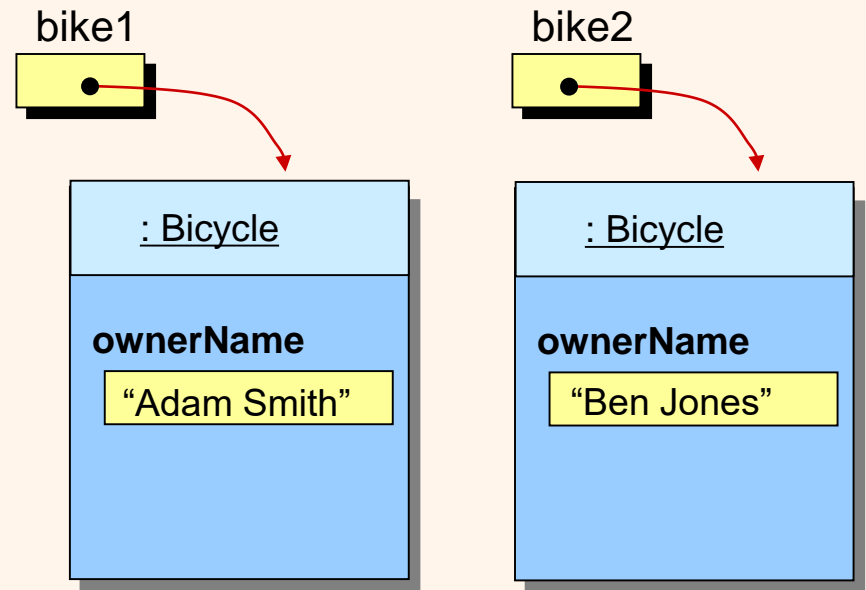 bike1
bike2
: Bicycle
: Bicycle
ownerName
ownerName
“Adam Smith”
“Ben Jones”